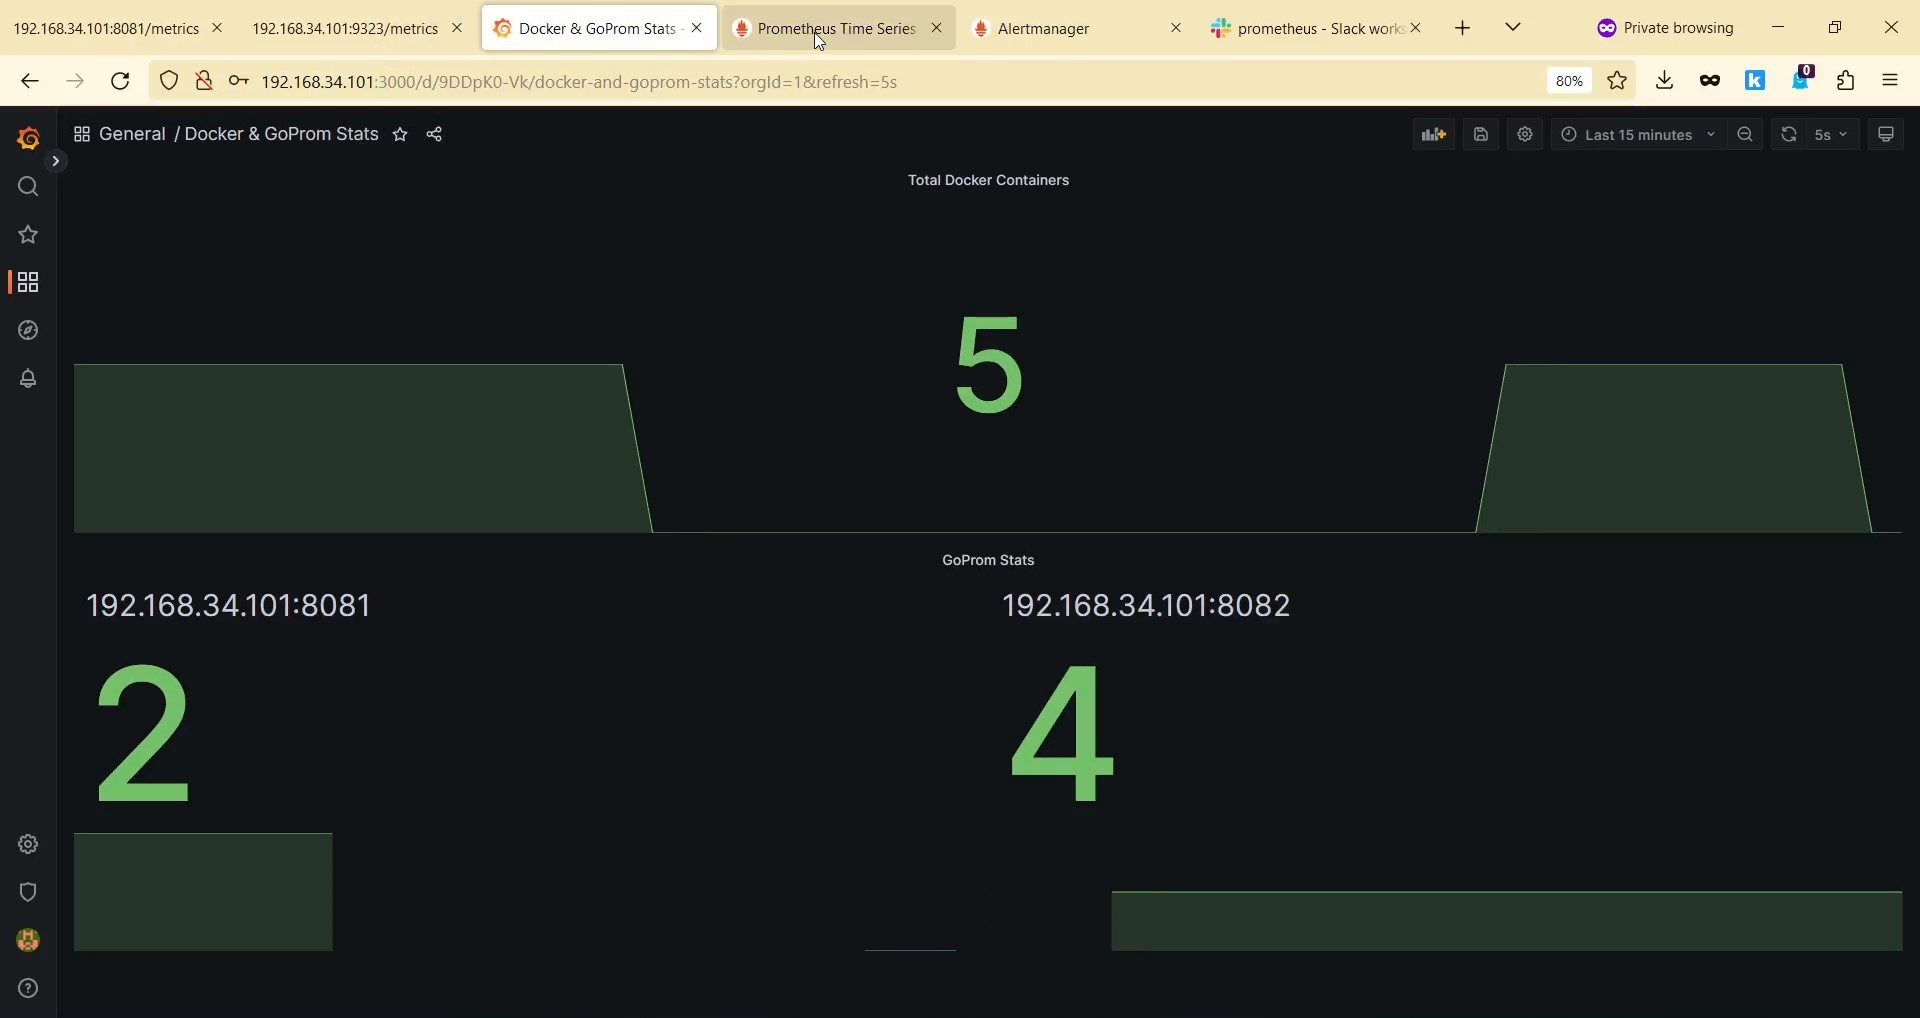 192.168.34.101:8081/metrics
192.168.34.101:9323/metrics
Docker & GoProm Stats -
Prometheus Time Series
Alertmanager
prometheus - Slack works
Private browsing
192.168.34.101:3000/d/9DDpK0-Vk/docker-and-goprom-stats?orgId=1&refresh=5s
80%
k
0
General / Docker & GoProm Stats
Last 15 minutes
5s
Total Docker Containers
5
GoProm Stats
192.168.34.101:8081
192.168.34.101:8082
2
4